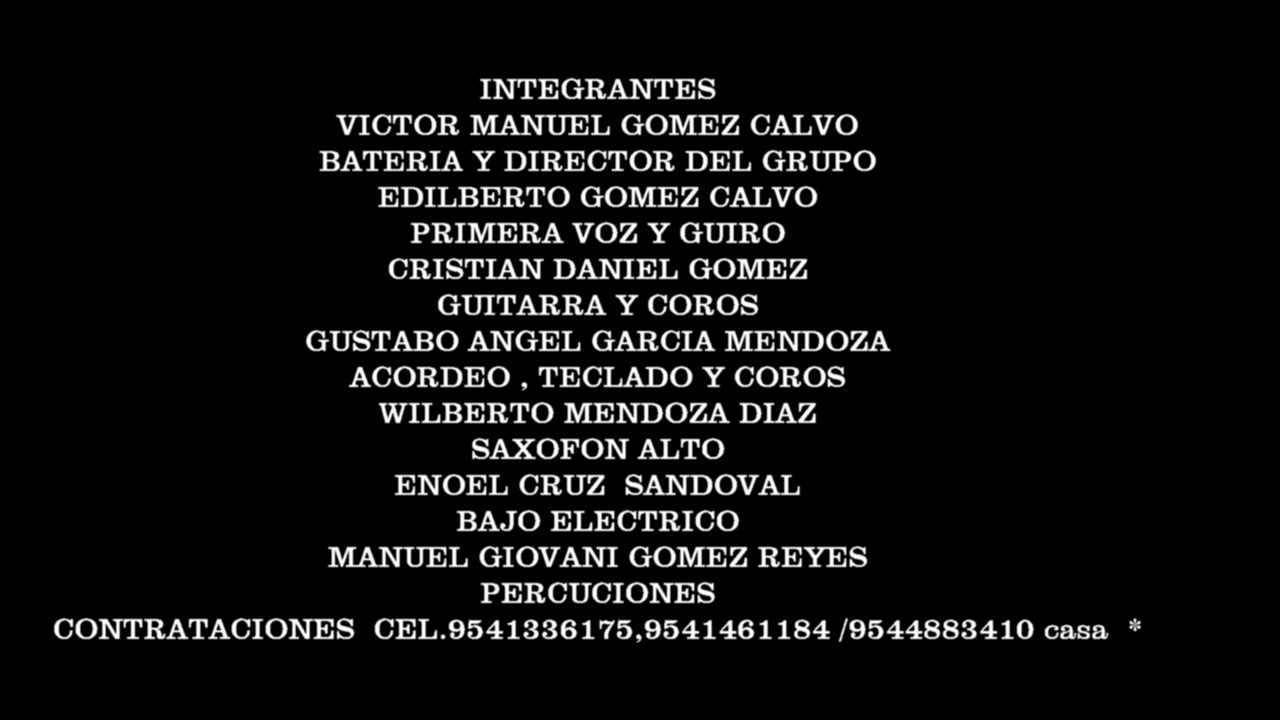 INTEGRANTES
VICTOR MANUEL GOMEZ CALVO
BATERIA Y DIRECTOR DEL GRUPO
EDILBERTO GOMEZ CALVO
PRIMERA VOZ Y GUIRO
CRISTIAN DANIEL GOMEZ
GUITARRA Y COROS
GUSTABO ANGEL GARCIA MENDOZA
ACORDEO , TECLADO Y COROS
WILBERTO MENDOZA DIAZ
SAXOFON ALTO
ENOEL CRUZ  SANDOVAL
BAJO ELECTRICO
MANUEL GIOVANI GOMEZ REYES
PERCUCIONES
CONTRATACIONES  CEL.9541336175,9541461184 /9544883410 casa  *